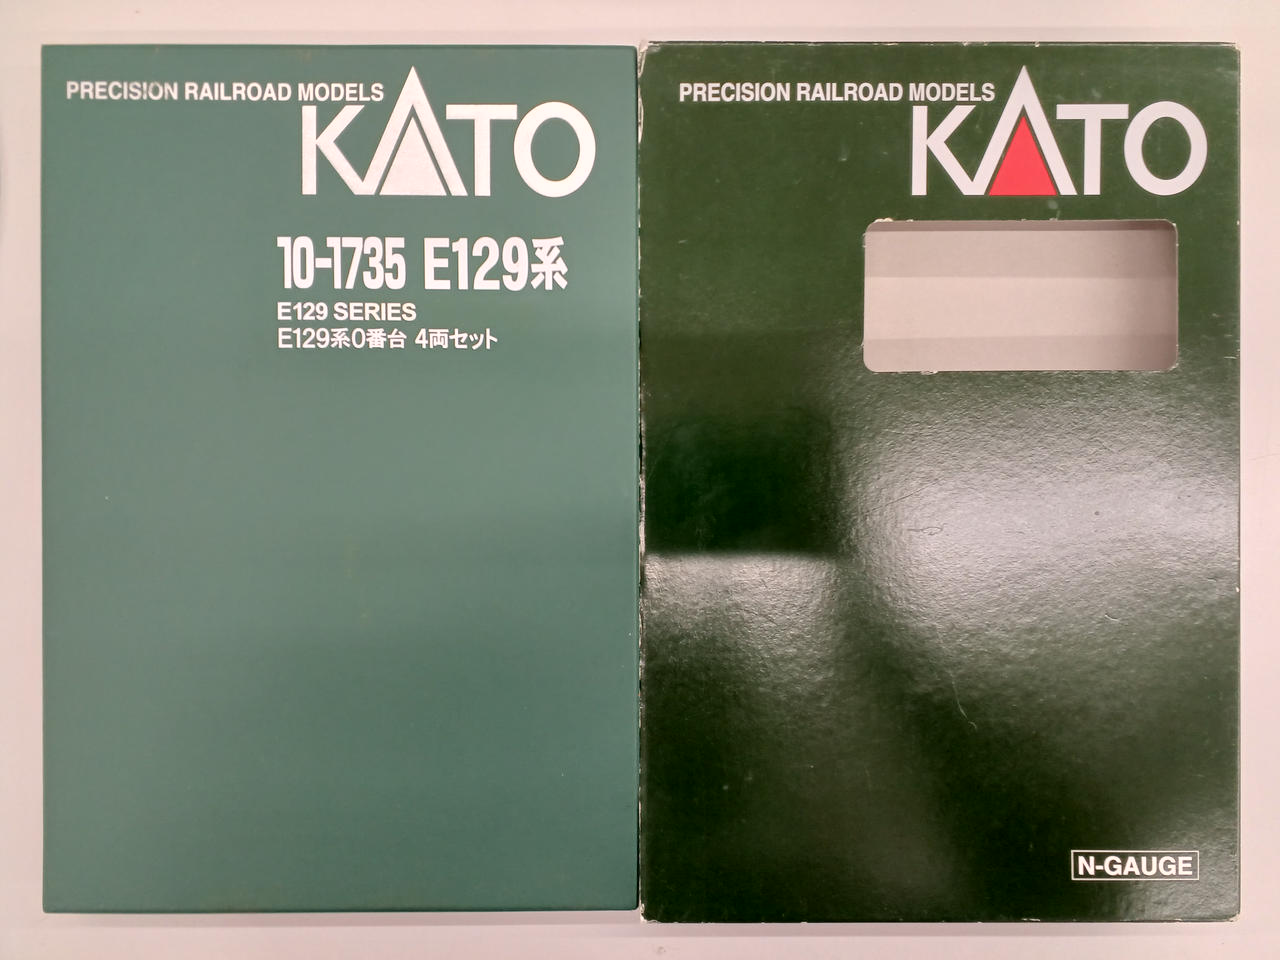 PRECISION RAILROAD MODELS
KATO
10-1735 E129系
E129 SERIES
E129系0番台 4両セット
PRECISION RAILROAD MODELS
KATO
N-GAUGE